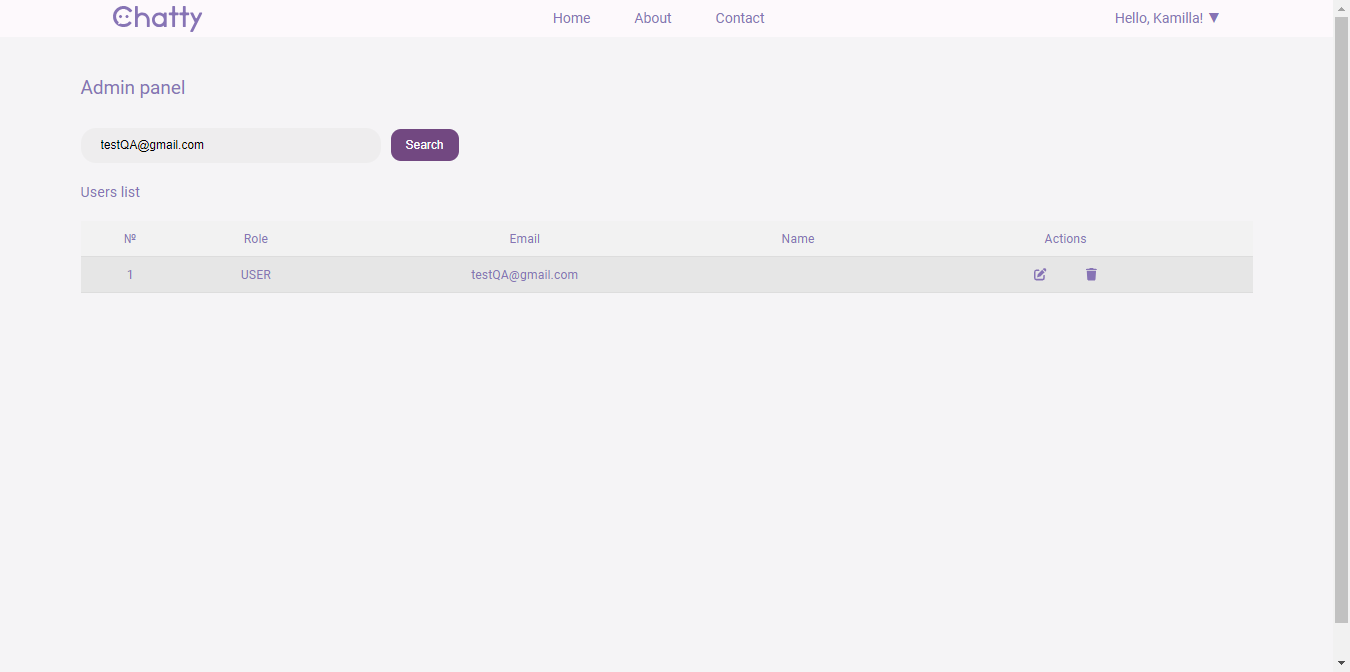 Chatty
Home About Contact
Hello, Kamilla! ▼
Admin panel
testQA@gmail.com
Search
Users list
№ Role Email Name Actions
1 USER testQA@gmail.com